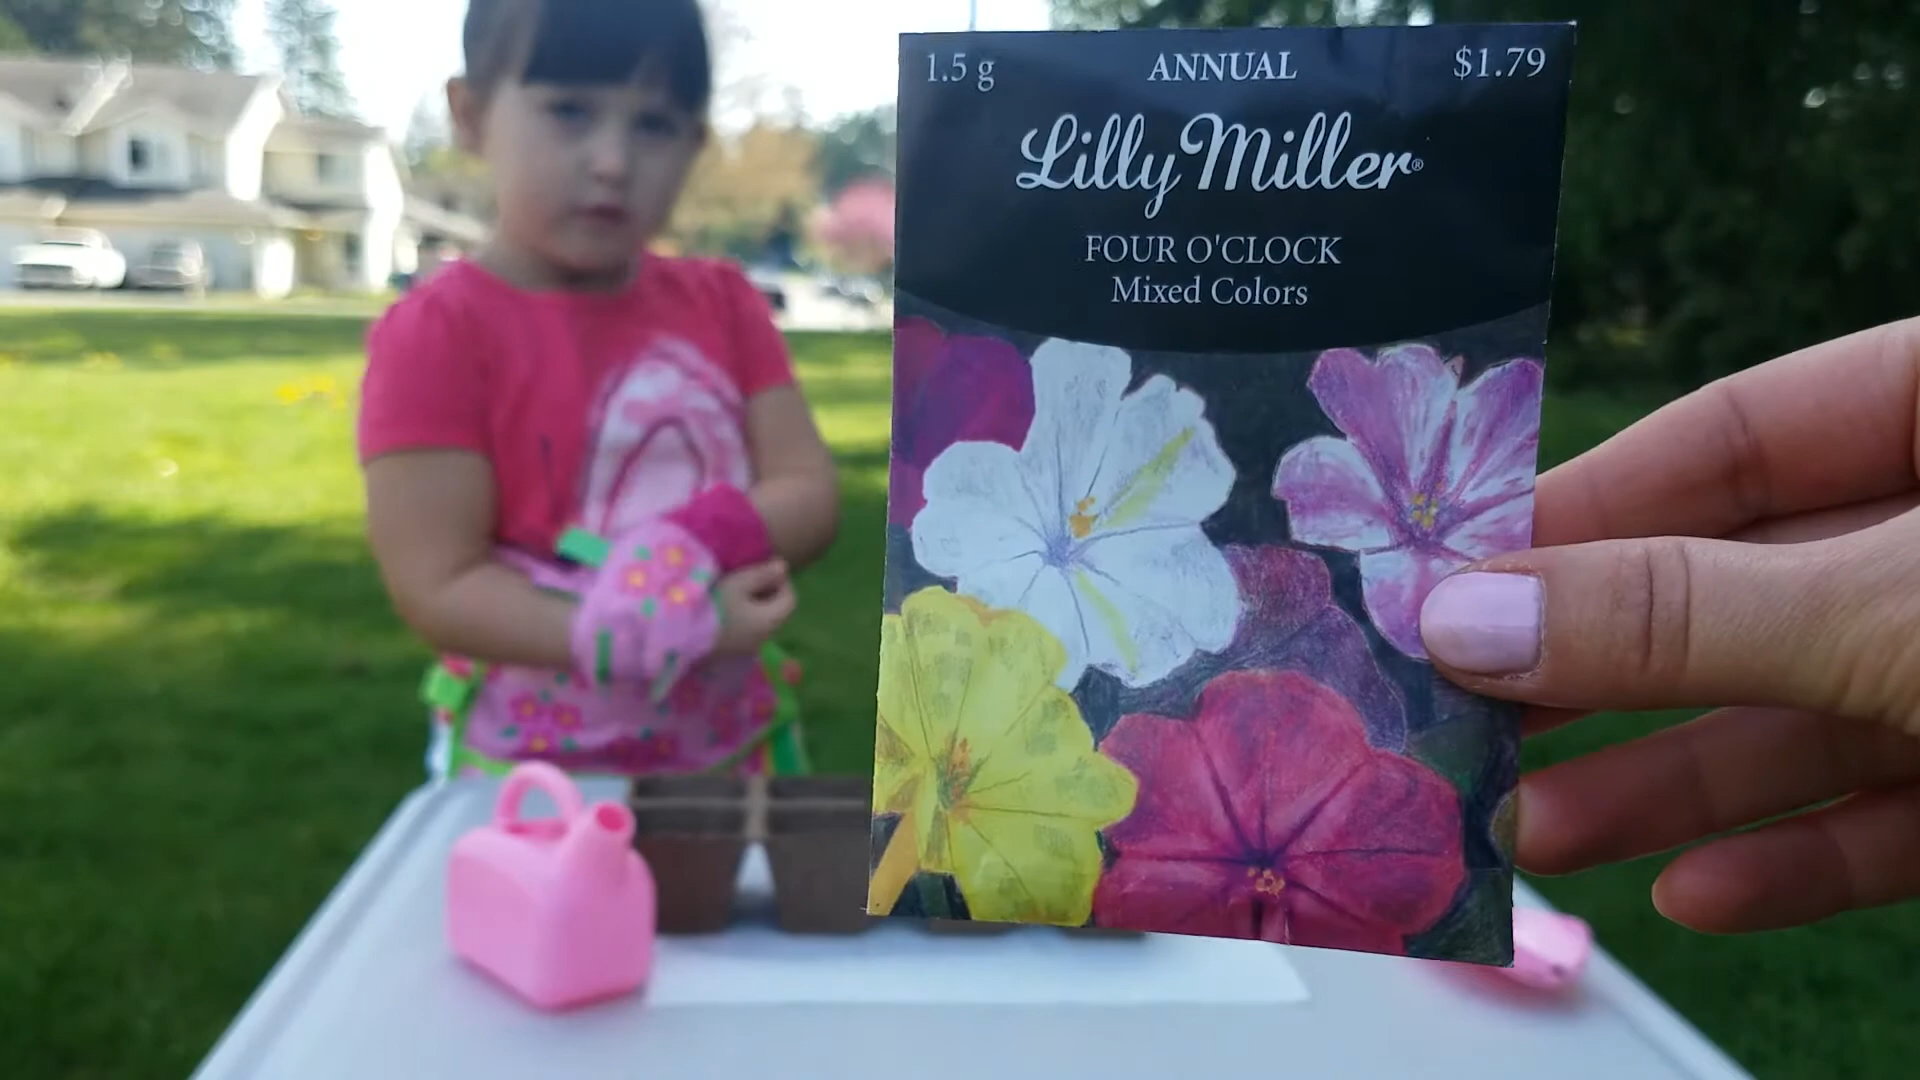 1.5 g ANNUAL $1.79
Lilly Miller®
FOUR O'CLOCK
Mixed Colors